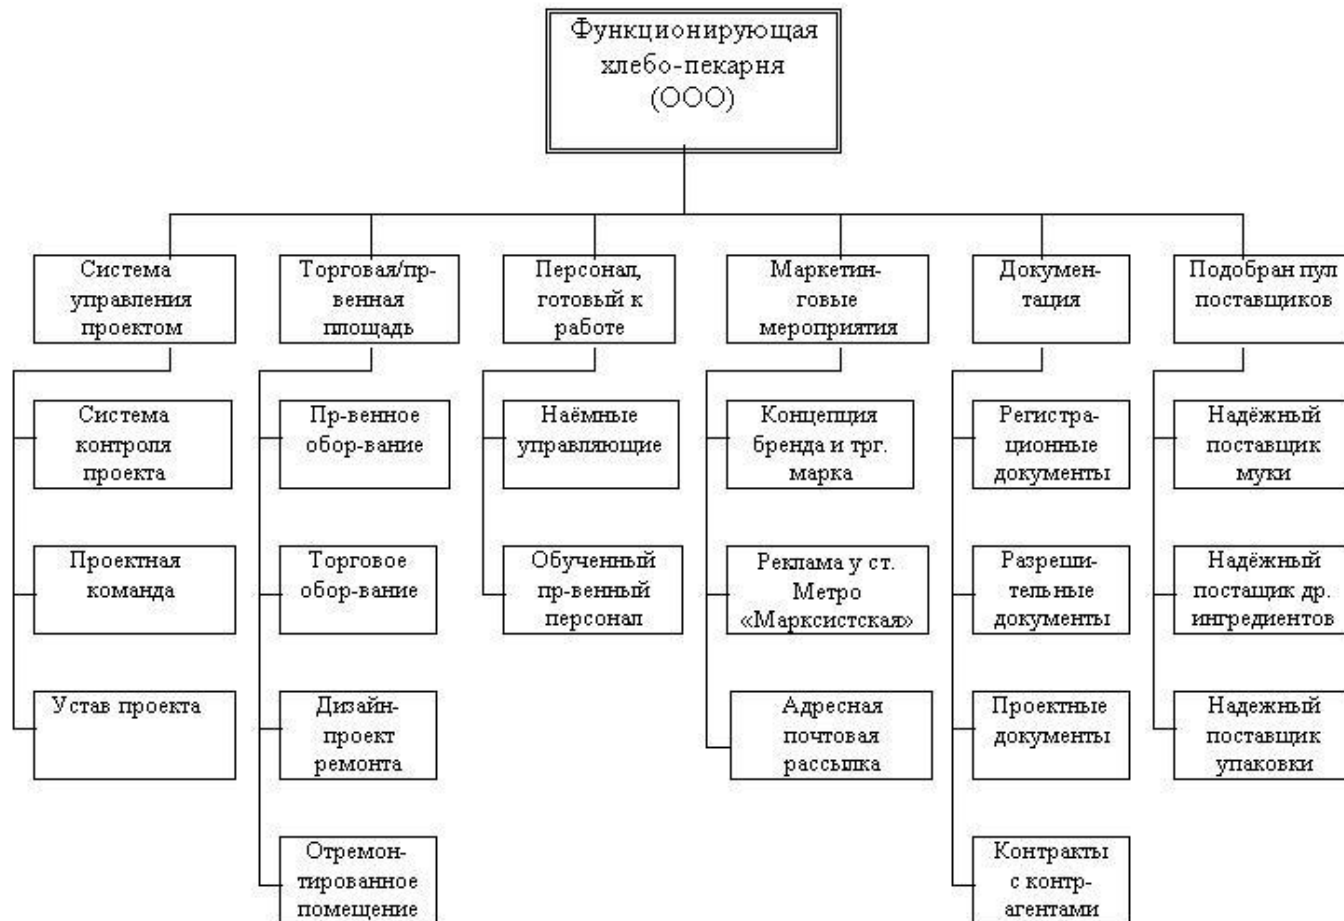 Функционирующая
хлебо-пекарня
(ООО)
Система
управления
проектом
Торговая/пр-
венная
площадь
Персонал,
готовый к
работе
Маркетин-
говые
мероприятия
Докумен-
тация
Подобран пул
поставщиков
Система
контроля
проекта
Пр-венное
обор-вание
Наёмные
управляющие
Концепция
бренда и трг.
марка
Регистра-
ционные
документы
Надёжный
поставщик
муки
Проектная
команда
Торговое
обор-вание
Обученный
пр-венный
персонал
Реклама у ст.
Метро
«Марксистская»
Разреши-
тельные
документы
Надёжный
постащик др.
ингредиентов
Устав проекта
Дизайн-
проект
ремонта
Адресная
почтовая
рассылка
Проектные
документы
Надежный
поставщик
упаковки
Отремон-
тированное
помещение
Контракты
с контр-
агентами